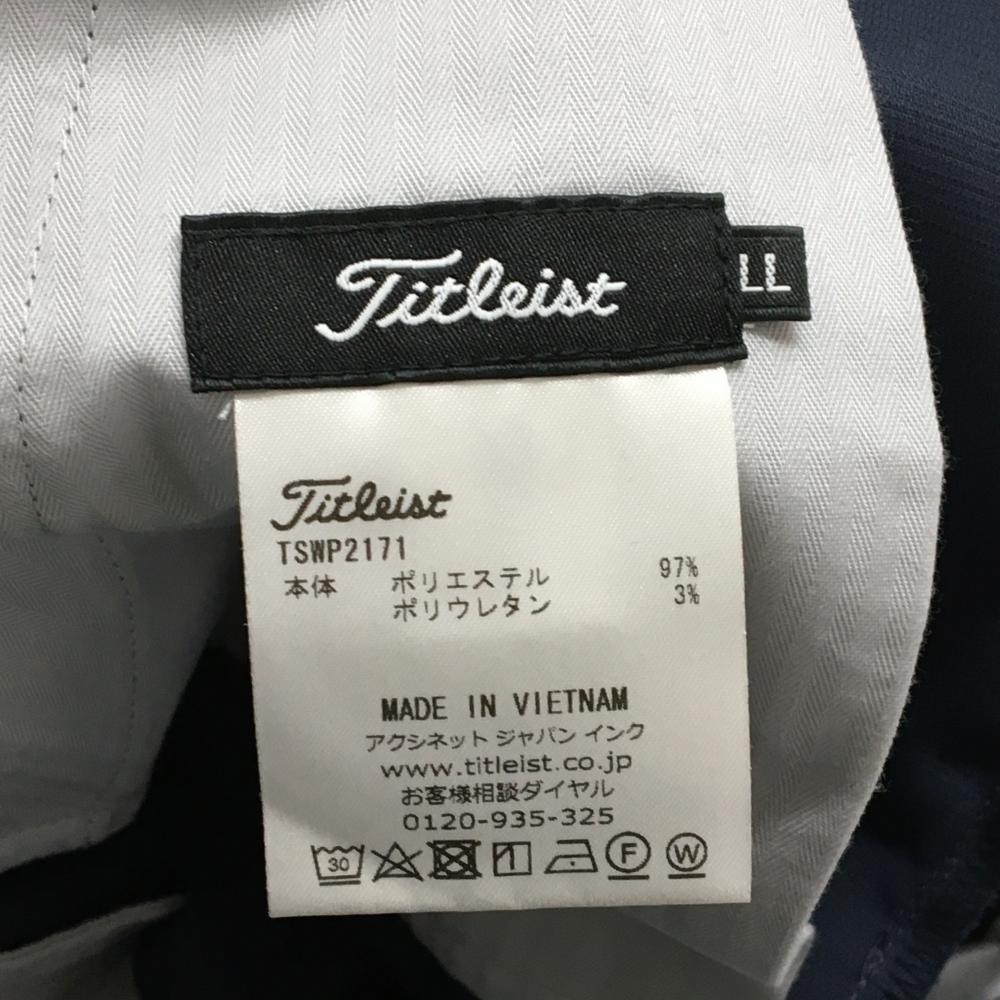 Titleist
LL
Titleist
TSWP2171
本体 ポリエステル 97%
ポリウレタン 3%
MADE IN VIETNAM
アクシネット ジャパン インク
www.titleist.co.jp
お客様相談ダイヤル
0120-935-325
30 F W